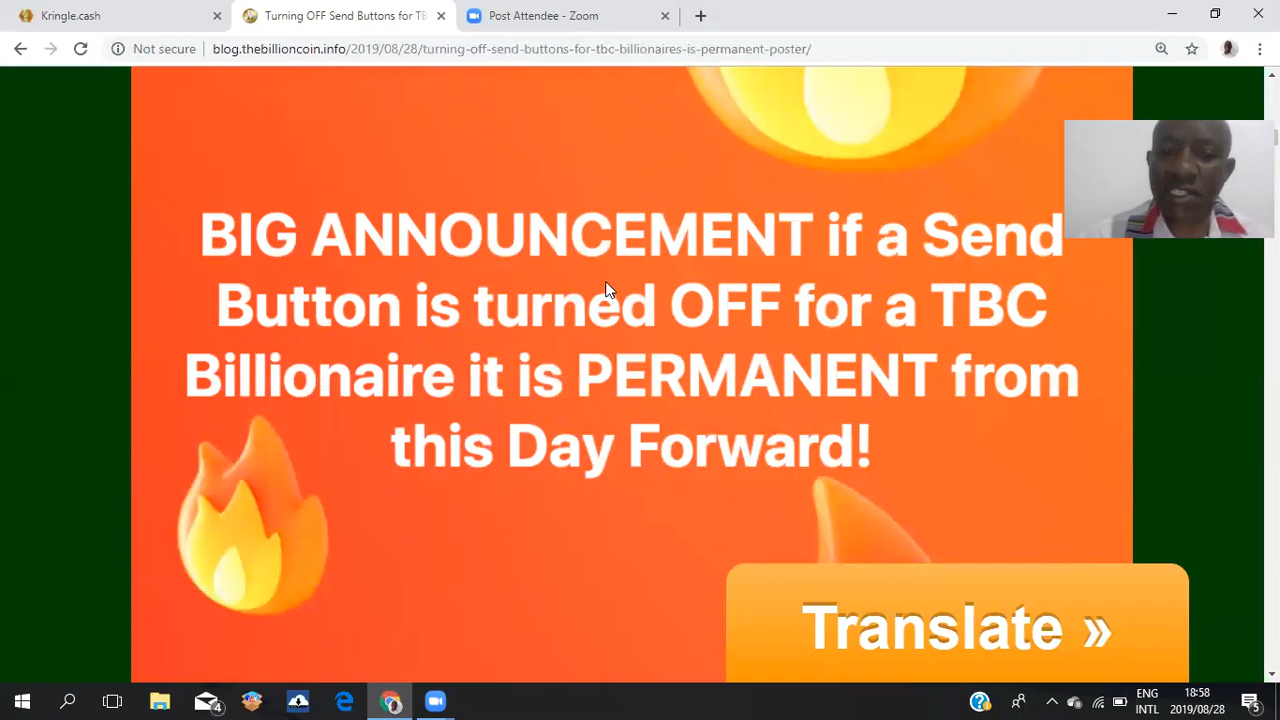 Kringle.cash
Turning OFF Send Buttons for TB
Post Attendee - Zoom
Not secure
blog.thebillioncoin.info/2019/08/28/turning-off-send-buttons-for-tbc-billionaires-is-permanent-poster/
BIG ANNOUNCEMENT if a Send
Button is turned OFF for a TBC
Billionaire it is PERMANENT from
this Day Forward!
Translate »
4
ENG
INTL
18:58
2019/08/28
5